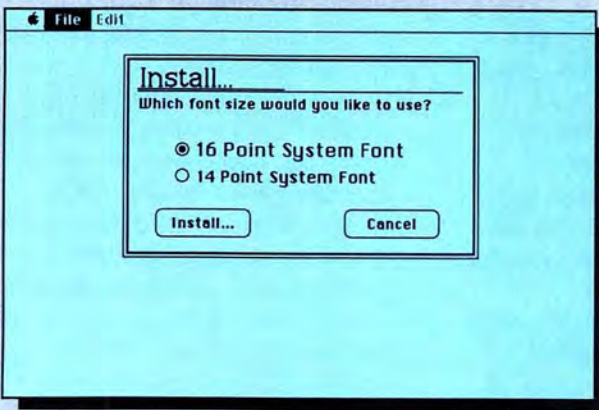 File Edit
Install...
Which font size would you like to use?
16 Point System Font
14 Point System Font
Install... Cancel